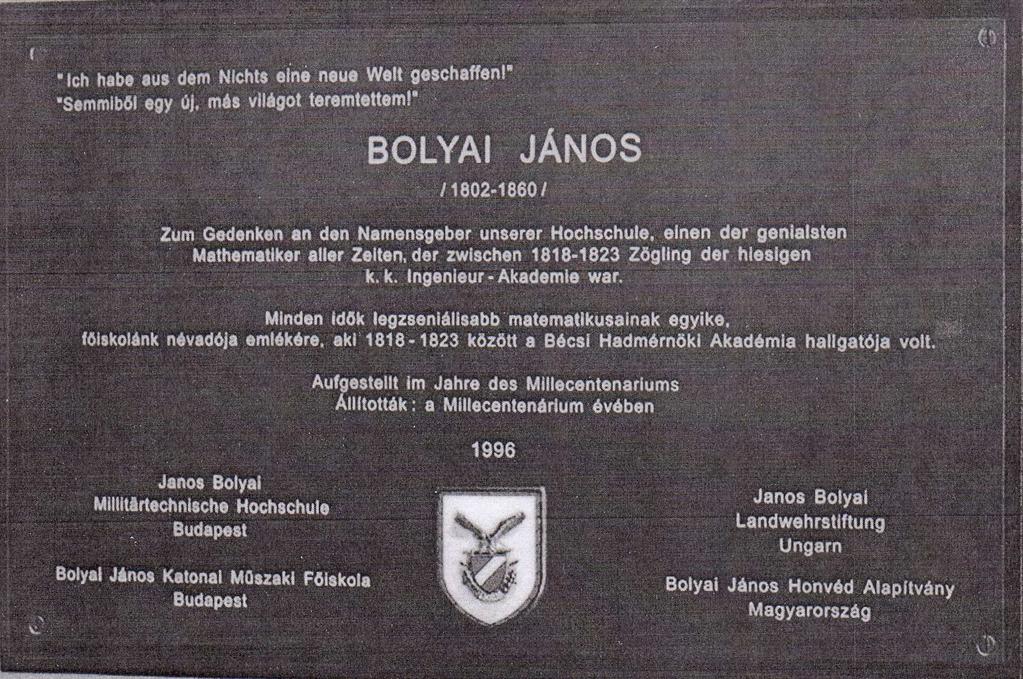 "Ich habe aus dem Nichts eine neue Welt geschaffen!"
"Semmiből egy új, más világot teremtettem!"
BOLYAI JÁNOS
/ 1802-1860 /
Zum Gedenken an den Namensgeber unserer Hochschule, einen der genialsten
Mathematiker aller Zeiten, der zwischen 1818-1823 Zögling der hiesigen
k. k. Ingenieur - Akademie war.
Minden idők legzseniálisabb matematikusainak egyike,
főiskolánk névadója emlékére, aki 1818 - 1823 között a Bécsi Hadmérnöki Akadémia hallgatója volt.
Aufgestellt im Jahre des Millecentenariums
Állították : a Millecentenárium évében
1996
Janos Bolyai
Millitärtechnische Hochschule
Budapest
Bolyai János Katonai Műszaki Főiskola
Budapest
Janos Bolyai
Landwehrstiftung
Ungarn
Bolyai János Honvéd Alapítvány
Magyarország